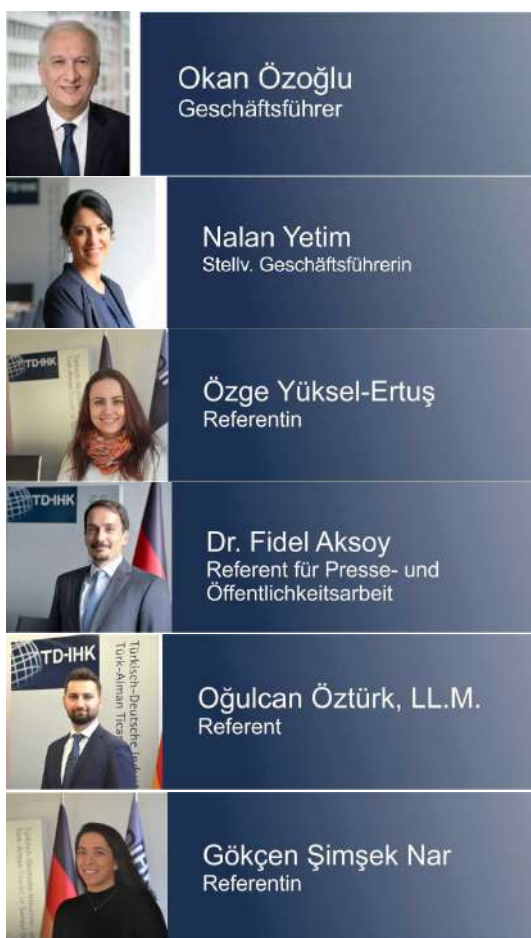 Okan Özoğlu
Geschäftsführer
Nalan Yetim
Stellv. Geschäftsführerin
TD-IHK
Özge Yüksel-Ertuş
Referentin
TD-IHK
Dr. Fidel Aksoy
Referent für Presse- und
Öffentlichkeitsarbeit
TD-IHK
Türkisch-Deutsche
Türk-Alman Tica
Oğulcan Öztürk, LL.M.
Referent
Gökçen Şimşek Nar
Referentin